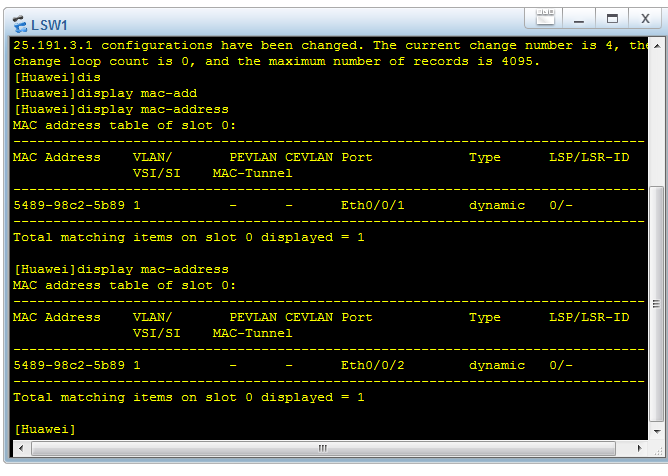 LSW1
25.191.3.1 configurations have been changed. The current change number is 4, the
change loop count is 0, and the maximum number of records is 4095.
[Huawei]dis
[Huawei]display mac-add
[Huawei]display mac-address
MAC address table of slot 0:
-------------------------------------------------------------------------------
MAC Address    VLAN/       PEVLAN CEVLAN Port            Type      LSP/LSR-ID
               VSI/SI     MAC-Tunnel
-------------------------------------------------------------------------------
5489-98c2-5b89 1           -      -      Eth0/0/1        dynamic   0/-
-------------------------------------------------------------------------------
Total matching items on slot 0 displayed = 1
[Huawei]display mac-address
MAC address table of slot 0:
-------------------------------------------------------------------------------
MAC Address    VLAN/       PEVLAN CEVLAN Port            Type      LSP/LSR-ID
               VSI/SI     MAC-Tunnel
-------------------------------------------------------------------------------
5489-98c2-5b89 1           -      -      Eth0/0/2        dynamic   0/-
-------------------------------------------------------------------------------
Total matching items on slot 0 displayed = 1
[Huawei]